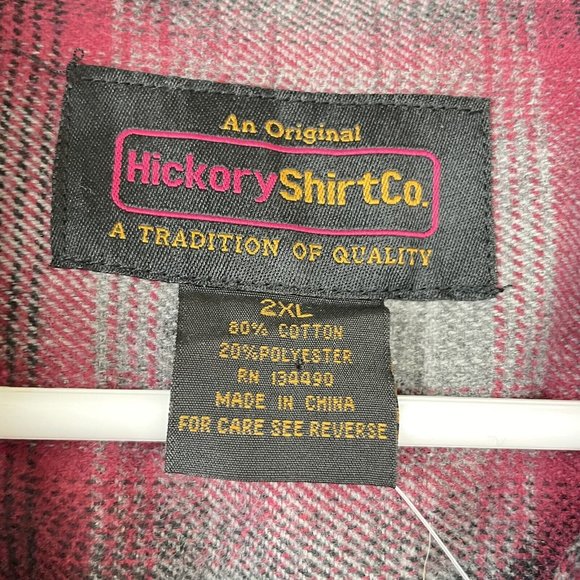 An Original
HickoryShirtCo.
A TRADITION OF QUALITY
2XL
80% COTTON
20%POLYESTER
RN 134490
MADE IN CHINA
FOR CARE SEE REVERSE